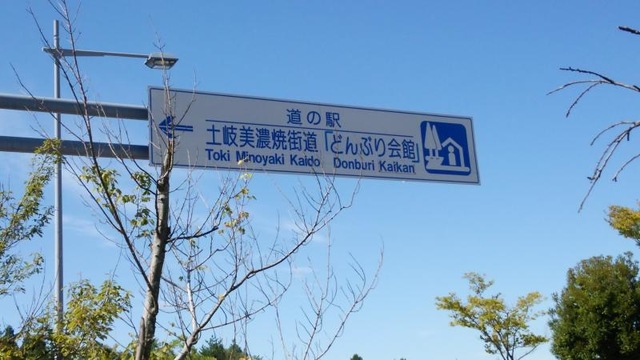 道の駅
土岐美濃焼街道「どんぶり会館」
Toki Minoyaki Kaido Donburi Kaikan